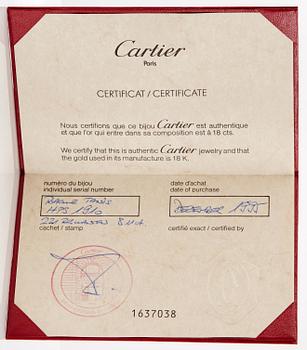 Cartier
Paris
CERTIFICAT / CERTIFICATE
Nous certifions que ce bijou Cartier est authentique
et que l'or qui entre dans sa composition est à 18 cts.
We certify that this is authentic Cartier jewelry and that
the gold used in its manufacture is 18 K.
numéro du bijou
individual serial number
date d'achat
date of purchase
HPS 1910
1995
cachet / stamp
certifié exact / certified by
1637038